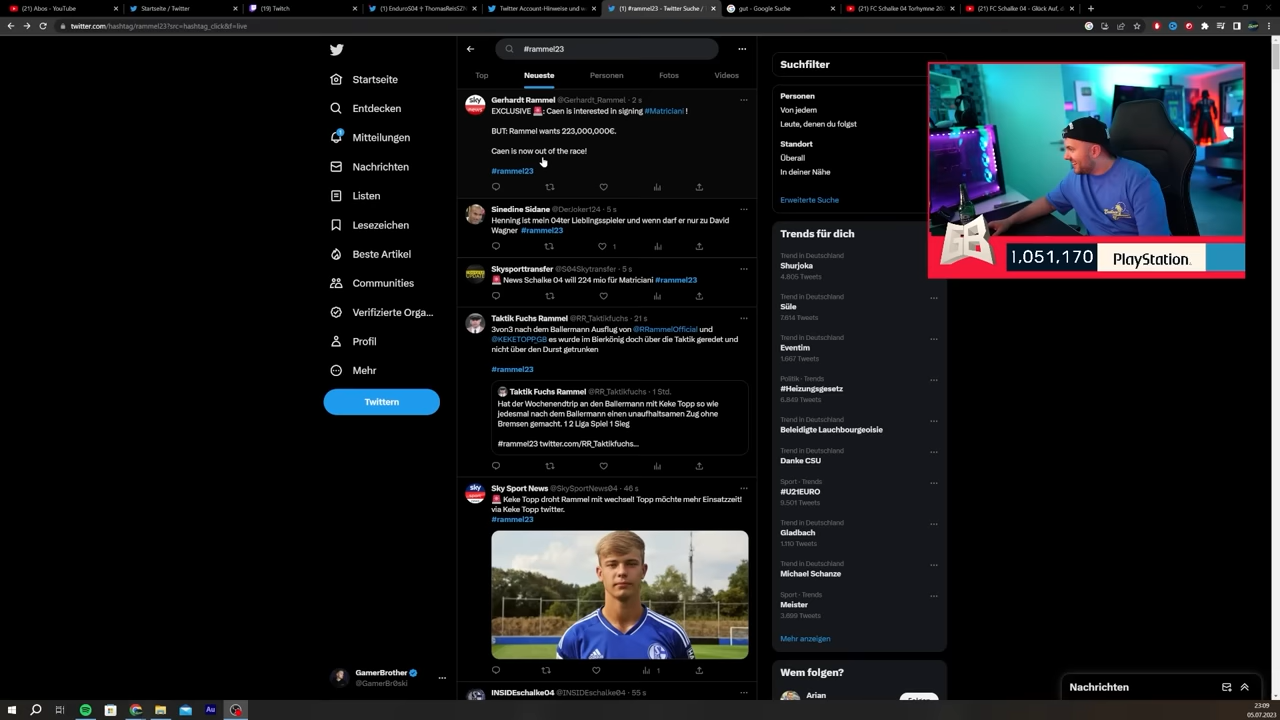 (21) Abos - YouTube
Startseite / Twitter
(19) Twitch
(1) EnduroS04 † ThomasReisSZN
Twitter Account-Hinweise und w
(1) #rammel23 - Twitter Suche /
gut - Google Suche
(21) FC Schalke 04 Torhymne 20
(21) FC Schalke 04 - Glück Auf, d
twitter.com/hashtag/rammel23?src=hashtag_click&f=live
Startseite
Entdecken
1
Mitteilungen
Nachrichten
Listen
Lesezeichen
Beste Artikel
Communities
Verifizierte Orga...
Profil
Mehr
Twittern
GamerBrother
@GamerBr0ski
#rammel23
Top
Neueste
Personen
Fotos
Videos
sky
Gerhardt Rammel @Gerhardt_Rammel · 2 s
EXCLUSIVE 🚨: Caen is interested in signing #Matriciani !
BUT: Rammel wants 223,000,000€.
Caen is now out of the race!
#rammel23
Sinedine Sidane @DerJoker124 · 5 s
Henning ist mein 04ter Lieblingsspieler und wenn darf er nur zu David
Wagner #rammel23
1
Skysporttransfer @S04Skytransfer · 5 s
🚨 News Schalke 04 will 224 mio für Matriciani #rammel23
Taktik Fuchs Rammel @RR_Taktikfuchs · 21 s
3von3 nach dem Ballermann Ausflug von @RRammelOfficial und
@KEKETOPP_GB es wurde im Bierkönig doch über die Taktik geredet und
nicht über den Durst getrunken
#rammel23
Taktik Fuchs Rammel @RR_Taktikfuchs · 1 Std.
Hat der Wochenendtrip an den Ballermann mit Keke Topp so wie
jedesmal nach dem Ballermann einen unaufhaltsamen Zug ohne
Bremsen gemacht. 1 2 Liga Spiel 1 Sieg
#rammel23 twitter.com/RR_Taktikfuchs...
sky
Sky Sport News @SkySportNews04 · 46 s
🚨 Keke Topp droht Rammel mit wechsel! Topp möchte mehr Einsatzzeit!
via Keke Topp twitter.
#rammel23
1
INSIDEschalke04 @INSIDEschalke04 · 55 s
Suchfilter
Personen
Von jedem
Leute, denen du folgst
Standort
Überall
In deiner Nähe
Erweiterte Suche
Trends für dich
Trend in Deutschland
Shurjoka
4.805 Tweets
Trend in Deutschland
Süle
7.614 Tweets
Trend in Deutschland
Eventim
1.667 Tweets
Politik · Trends
#Heizungsgesetz
6.849 Tweets
Trend in Deutschland
Beleidigte Lauchbourgeoisie
Trend in Deutschland
Danke CSU
Sport · Trends
#U21EURO
9.501 Tweets
Trend in Deutschland
Gladbach
1.110 Tweets
Trend in Deutschland
Michael Schanze
Sport · Trends
Meister
3.699 Tweets
Mehr anzeigen
Wem folgen?
Arian
Folgen
1,051,170
PlayStation.
Nachrichten
23:09
05.07.2023